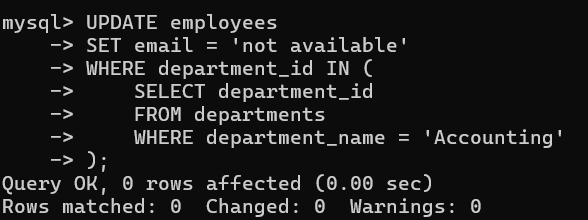 mysql> UPDATE employees
    -> SET email = 'not available'
    -> WHERE department_id IN (
    ->     SELECT department_id
    ->     FROM departments
    ->     WHERE department_name = 'Accounting'
    -> );
Query OK, 0 rows affected (0.00 sec)
Rows matched: 0  Changed: 0  Warnings: 0